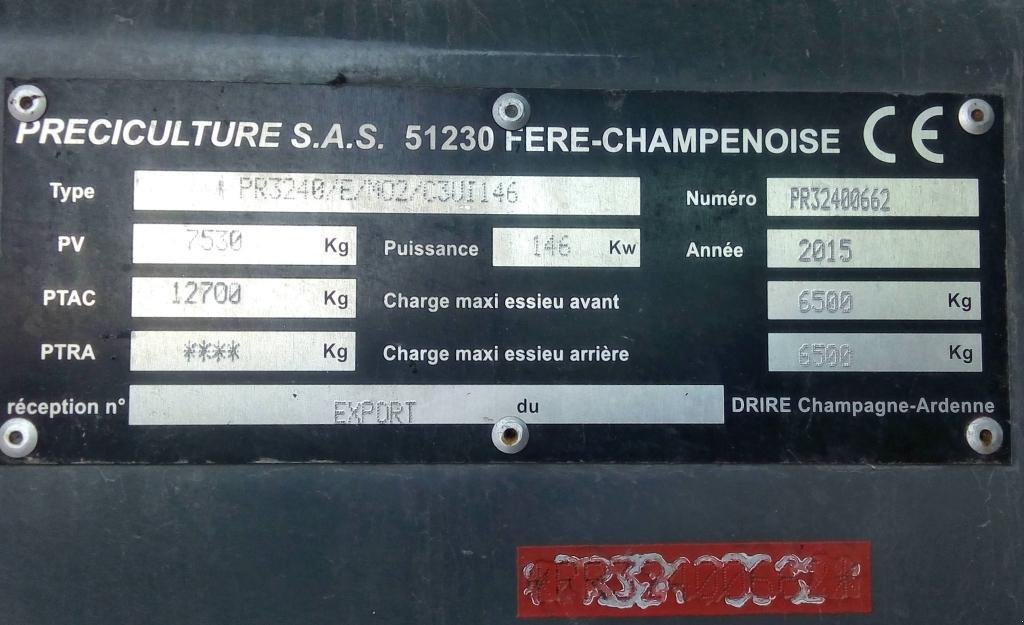 PRECICULTURE S.A.S. 51230 FERE-CHAMPENOISE CE
Type PR3240/E/M02/C3UI146 Numéro PR32400662
PV 7530 Kg Puissance 146 Kw Année 2015
PTAC 12700 Kg Charge maxi essieu avant 6500 Kg
PTRA **** Kg Charge maxi essieu arrière 6500 Kg
réception n° EXPORT du DRIRE Champagne-Ardenne
*PR32400662*